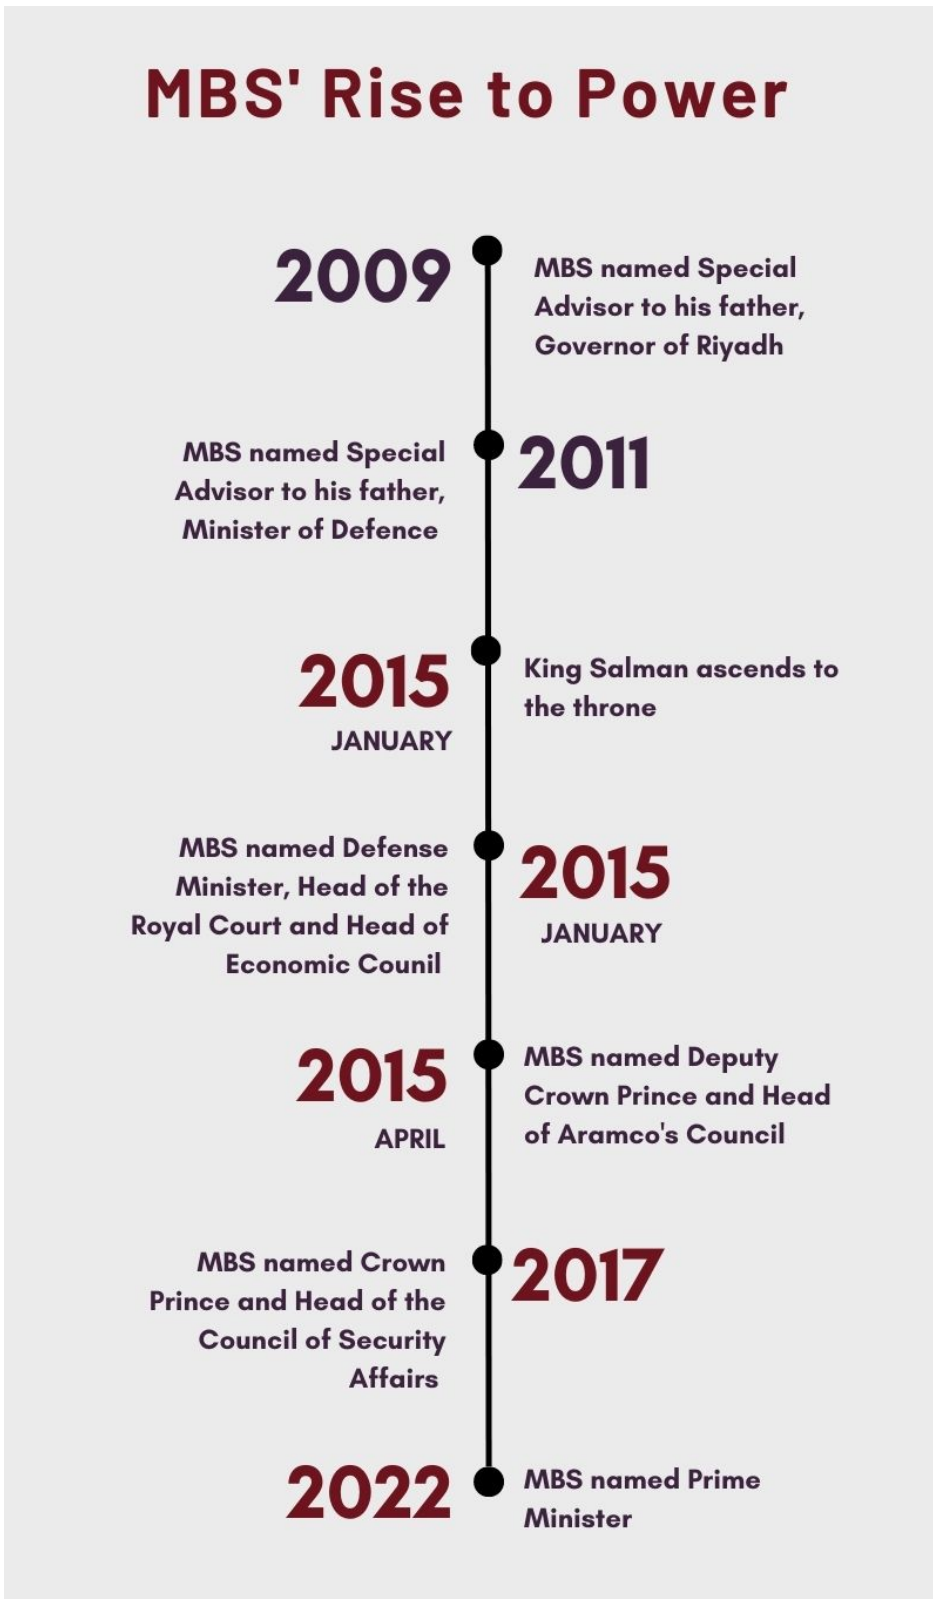 MBS' Rise to Power
2009
MBS named Special
Advisor to his father,
Governor of Riyadh
2011
MBS named Special
Advisor to his father,
Minister of Defence
2015
JANUARY
King Salman ascends to
the throne
2015
JANUARY
MBS named Defense
Minister, Head of the
Royal Court and Head of
Economic Counil
2015
APRIL
MBS named Deputy
Crown Prince and Head
of Aramco's Council
2017
MBS named Crown
Prince and Head of the
Council of Security
Affairs
2022
MBS named Prime
Minister